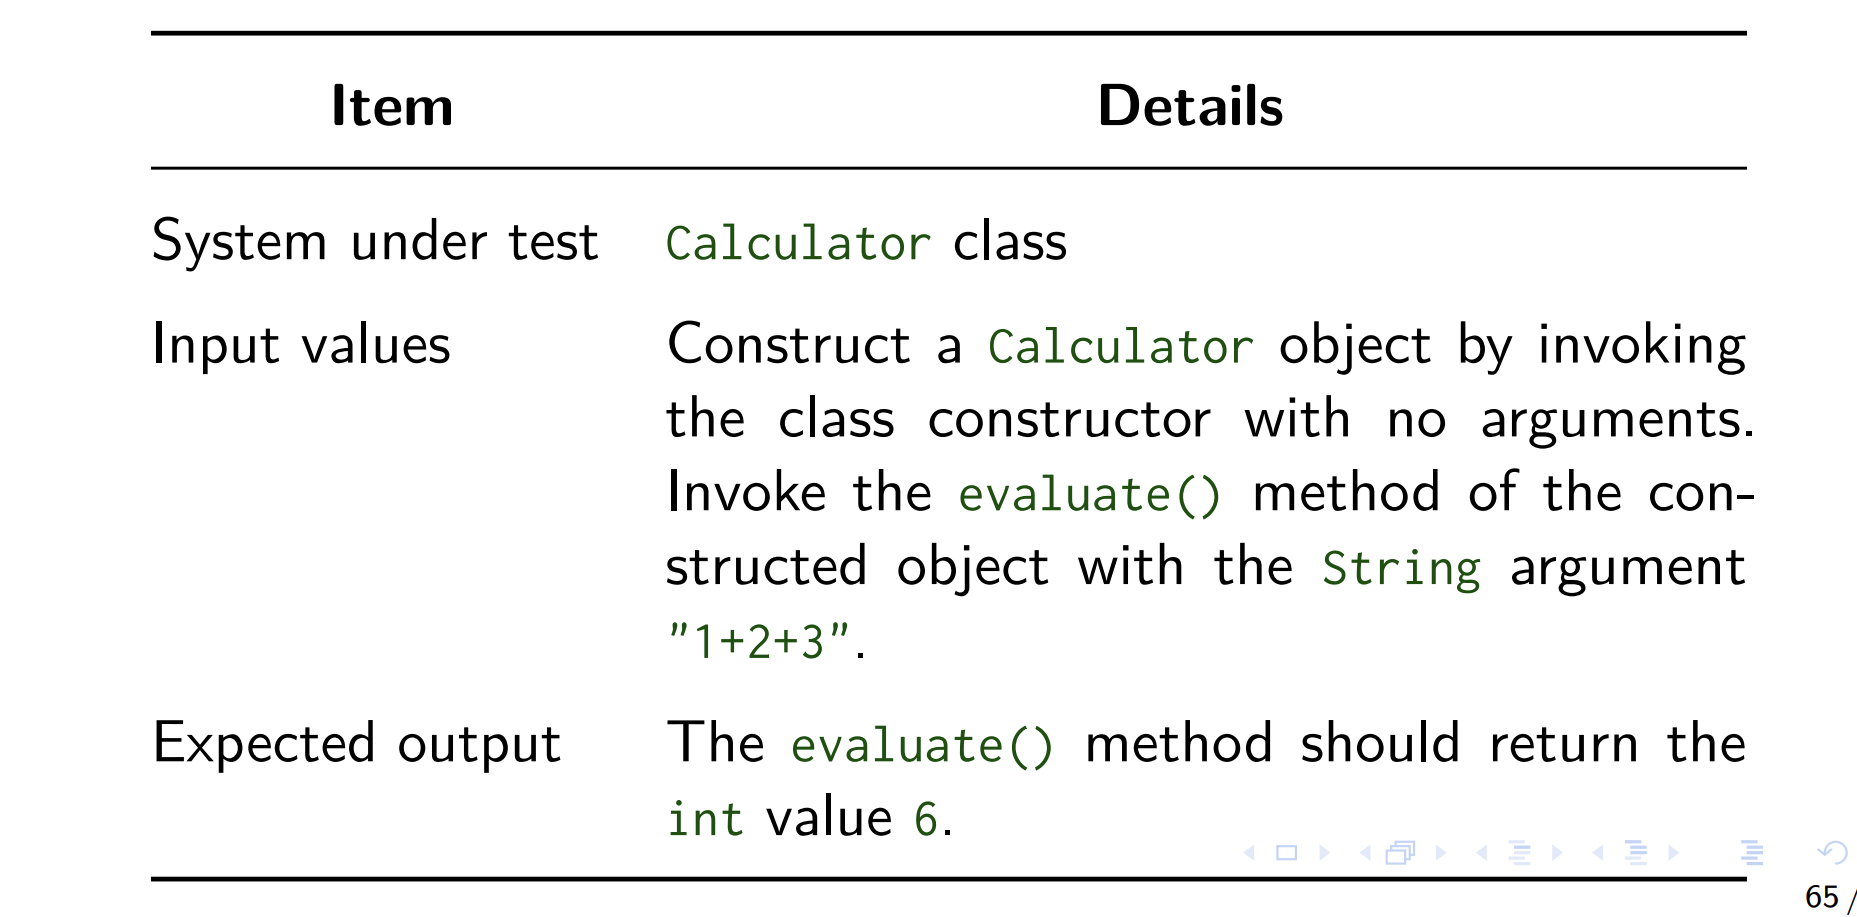 Item Details
System under test Calculator class
Input values Construct a Calculator object by invoking
the class constructor with no arguments.
Invoke the evaluate() method of the con-
structed object with the String argument
"1+2+3".
Expected output The evaluate() method should return the
int value 6.
65 /